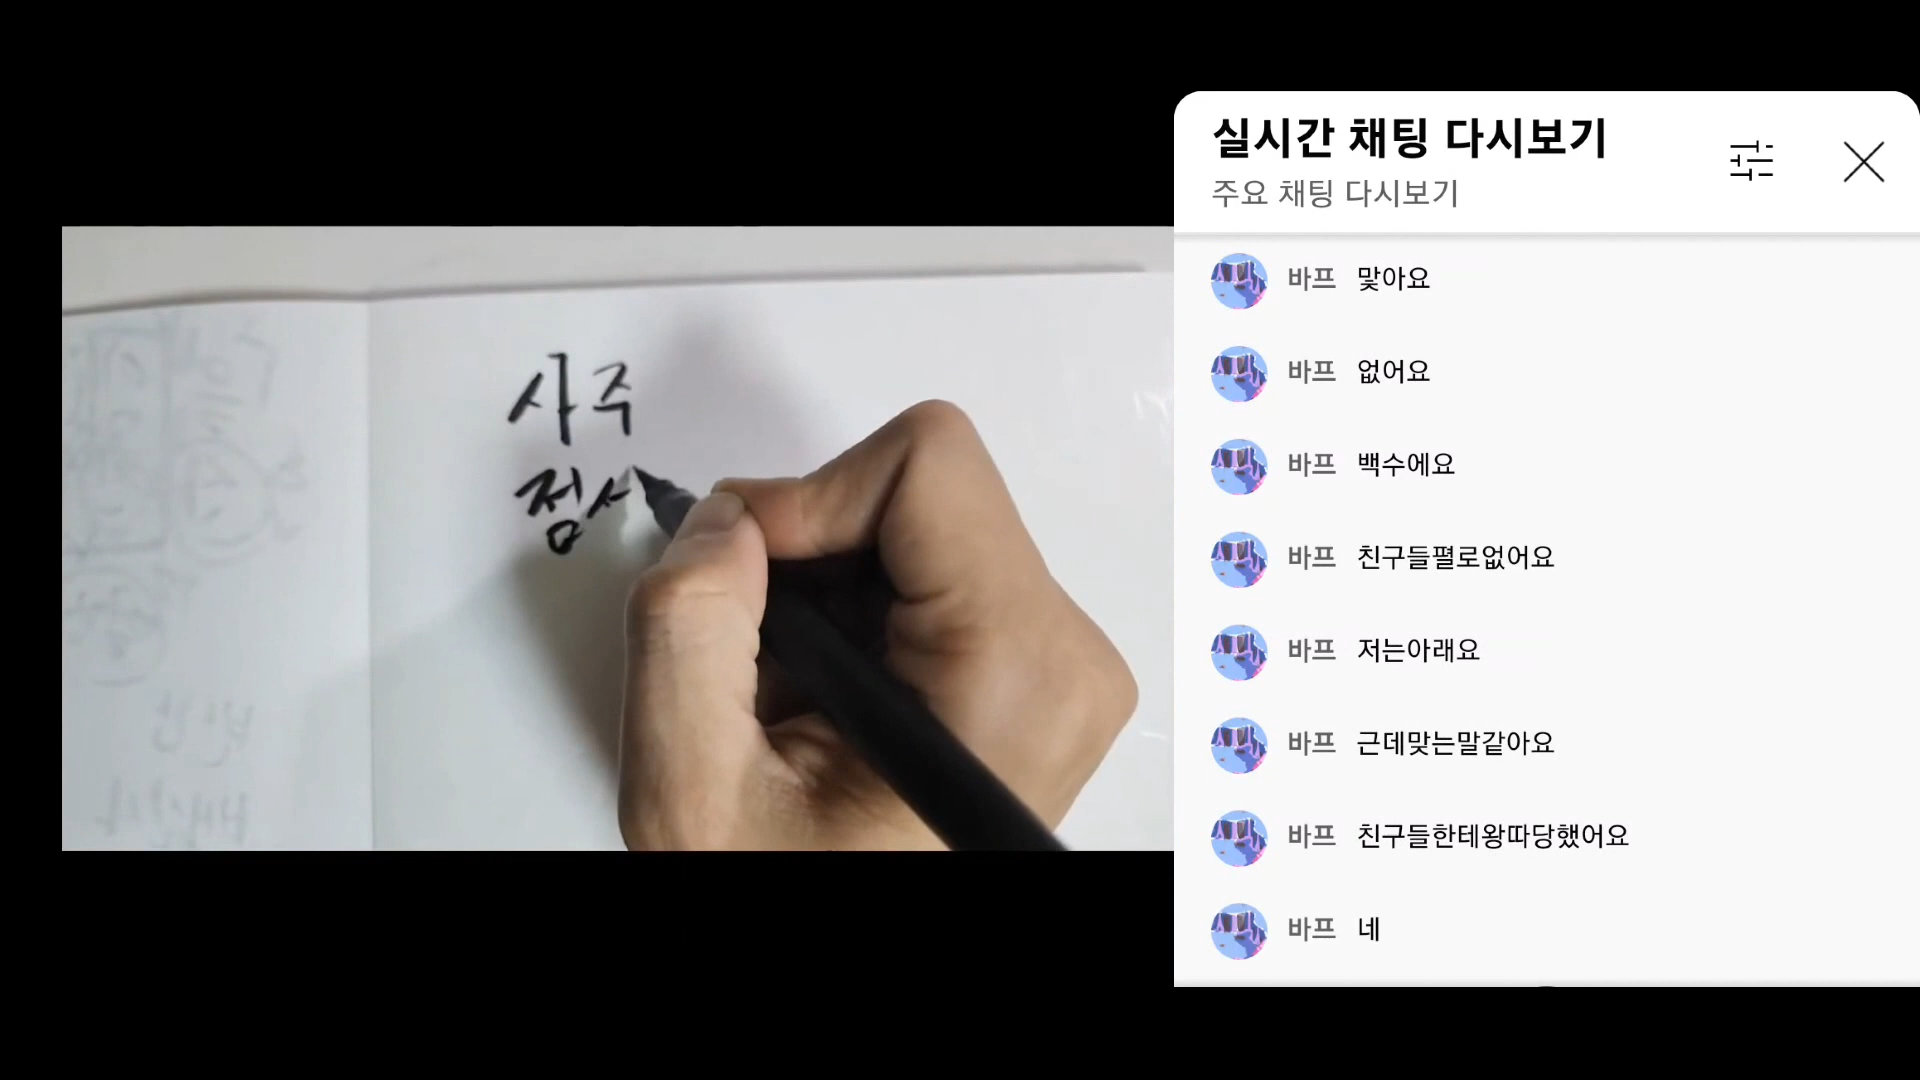 사주
점시
실시간 채팅 다시보기
주요 채팅 다시보기
바프 맟아요
바프 없어요
바프 백수에요
바프 친구들펼로없어요
바프 저는아래요
바프 근데맞는말같아요
바프 친구들한테왕따당했어요
바프 네